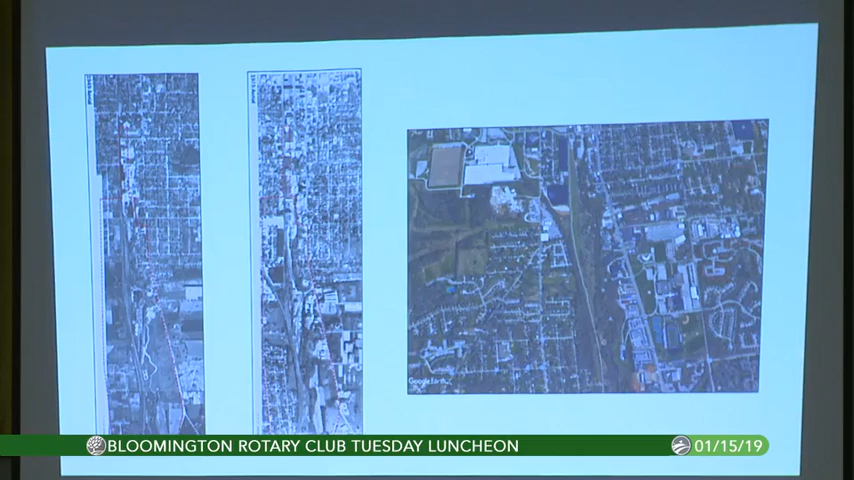 Google Earth
BLOOMINGTON ROTARY CLUB TUESDAY LUNCHEON
01/15/19